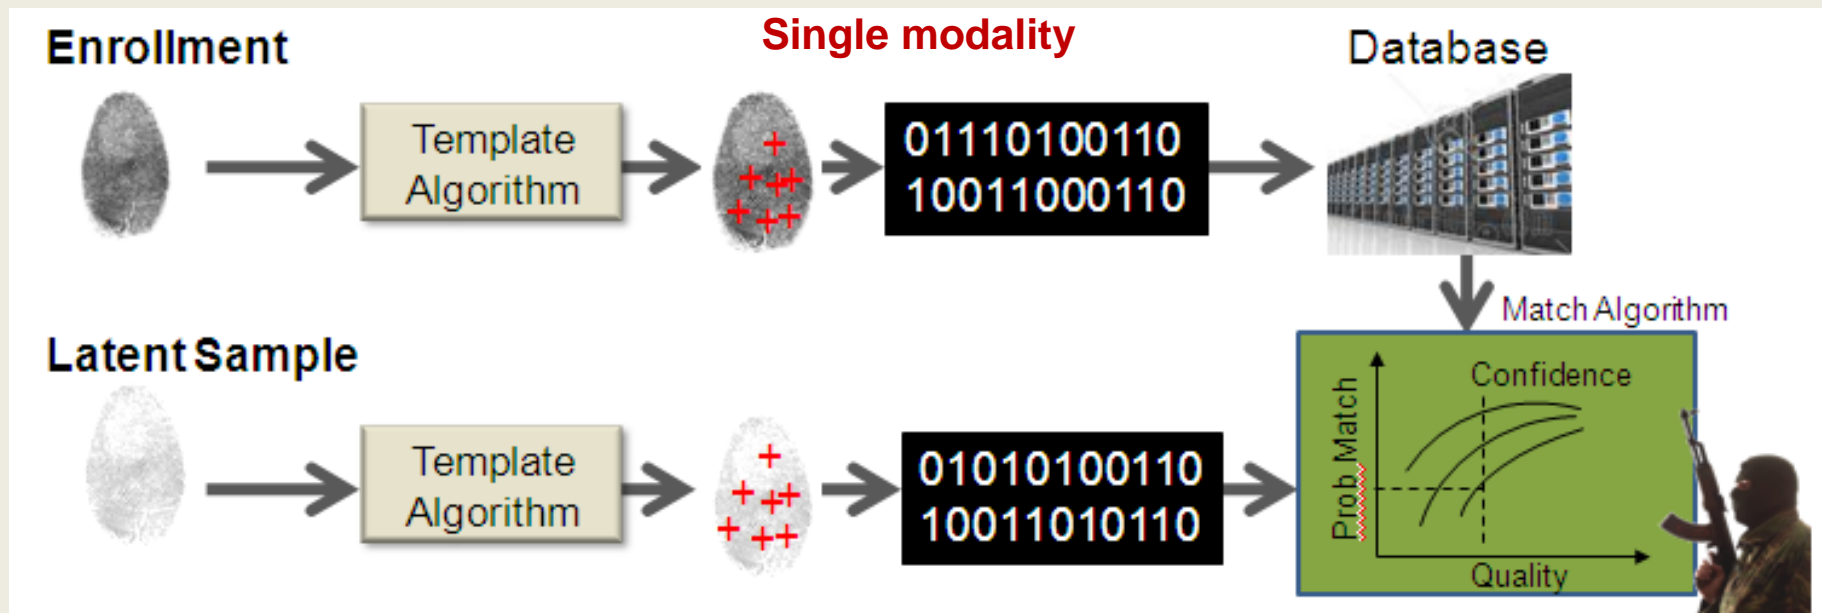 Single modality
Enrollment
Database
Template
Algorithm
01110100110
10011000110
Match Algorithm
Latent Sample
Template
Algorithm
01010100110
10011010110
Confidence
Prob Match
Quality